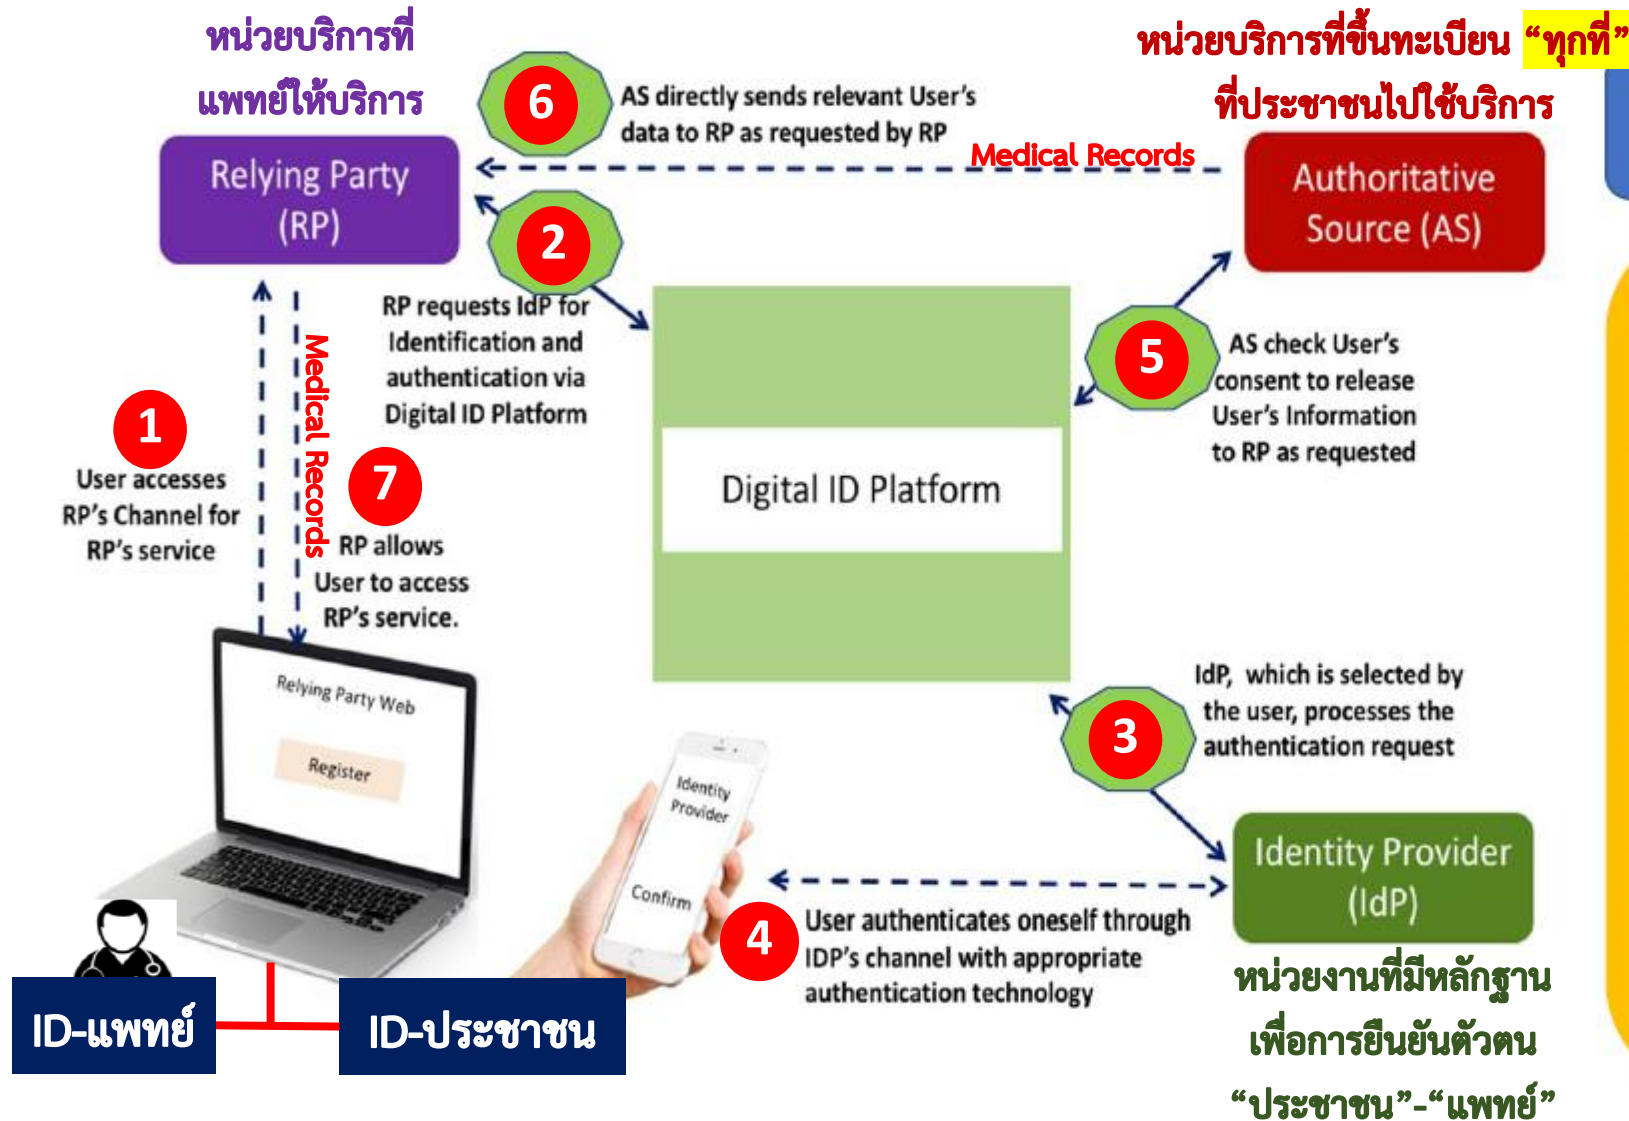 หน่วยบริการที่
แพทย์ให้บริการ
หน่วยบริการที่ขึ้นทะเบียน “ทุกที่”
ที่ประชาชนไปใช้บริการ
6
AS directly sends relevant User's
data to RP as requested by RP
Medical Records
Relying Party
(RP)
Authoritative
Source (AS)
2
RP requests IdP for
Identification and
authentication via
Digital ID Platform
5
AS check User's
consent to release
User's Information
to RP as requested
Medical Records
1
User accesses
RP's Channel for
RP's service
7
RP allows
User to access
RP's service.
Digital ID Platform
Relying Party Web
Register
Identity
Provider
Confirm
3
IdP, which is selected by
the user, processes the
authentication request
4
User authenticates oneself through
IDP's channel with appropriate
authentication technology
Identity Provider
(IdP)
หน่วยงานที่มีหลักฐาน
เพื่อการยืนยันตัวตน
“ประชาชน”-“แพทย์”
ID-แพทย์
ID-ประชาชน